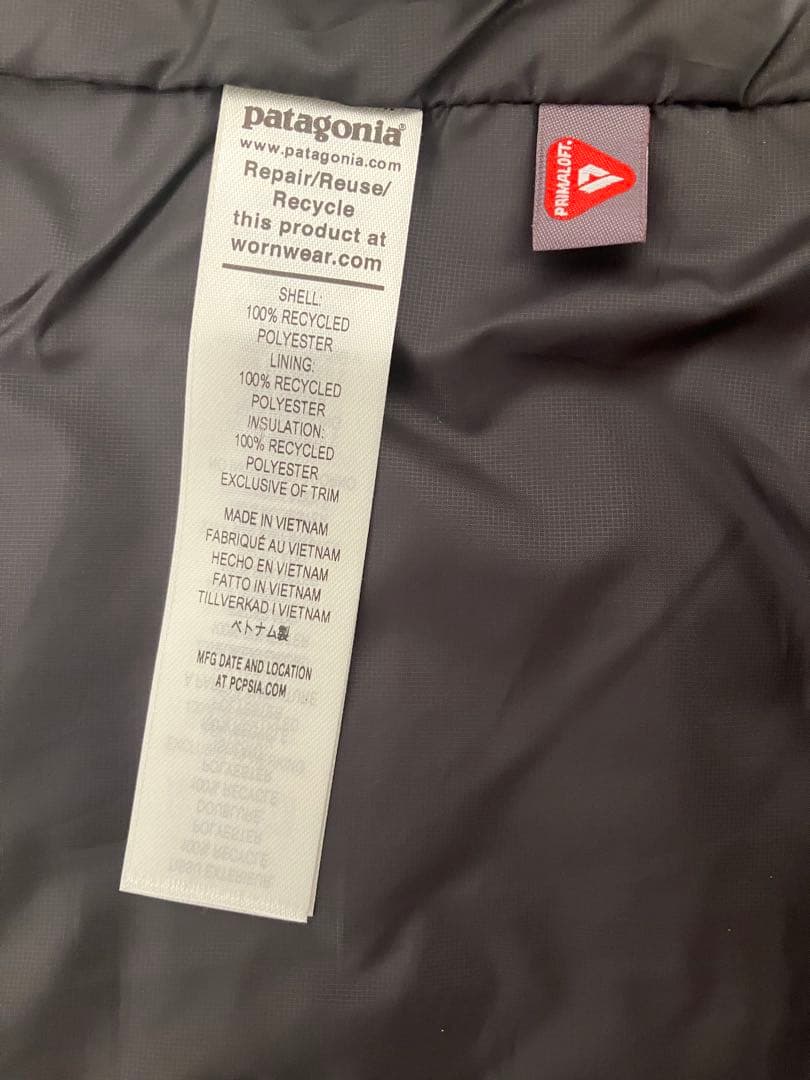 patagonia®
www.patagonia.com
Repair/Reuse/
Recycle
this product at
wornwear.com
SHELL:
100% RECYCLED
POLYESTER
LINING:
100% RECYCLED
POLYESTER
INSULATION:
100% RECYCLED
POLYESTER
EXCLUSIVE OF TRIM
MADE IN VIETNAM
FABRIQUÉ AU VIETNAM
HECHO EN VIETNAM
FATTO IN VIETNAM
TILLVERKAD I VIETNAM
ベトナム製
MFG DATE AND LOCATION
AT PCPSIA.COM
PRIMALOFT.